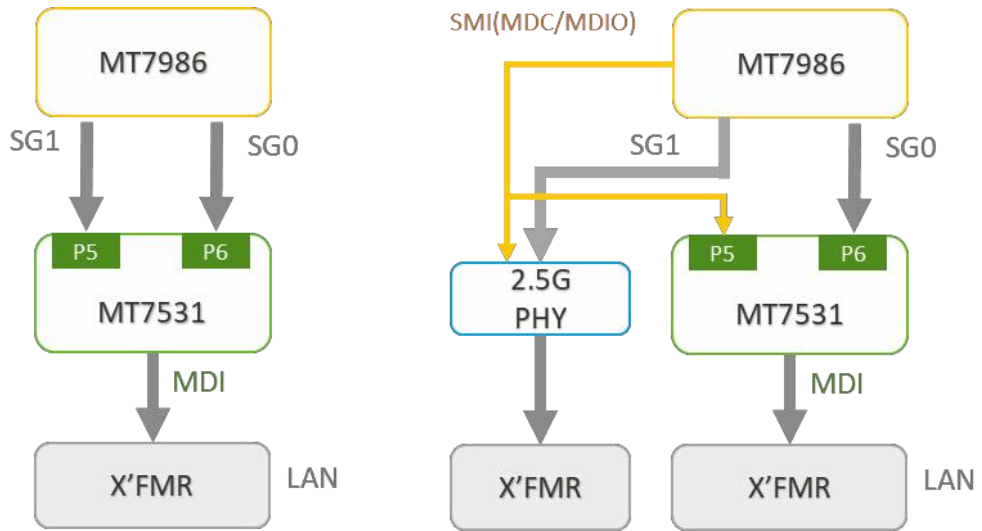 MT7986
SG1
SG0
P5
P6
MT7531
MDI
X'FMR
LAN
SMI(MDC/MDIO)
MT7986
SG1
SG0
2.5G
PHY
P5
P6
MT7531
MDI
X'FMR
X'FMR
LAN